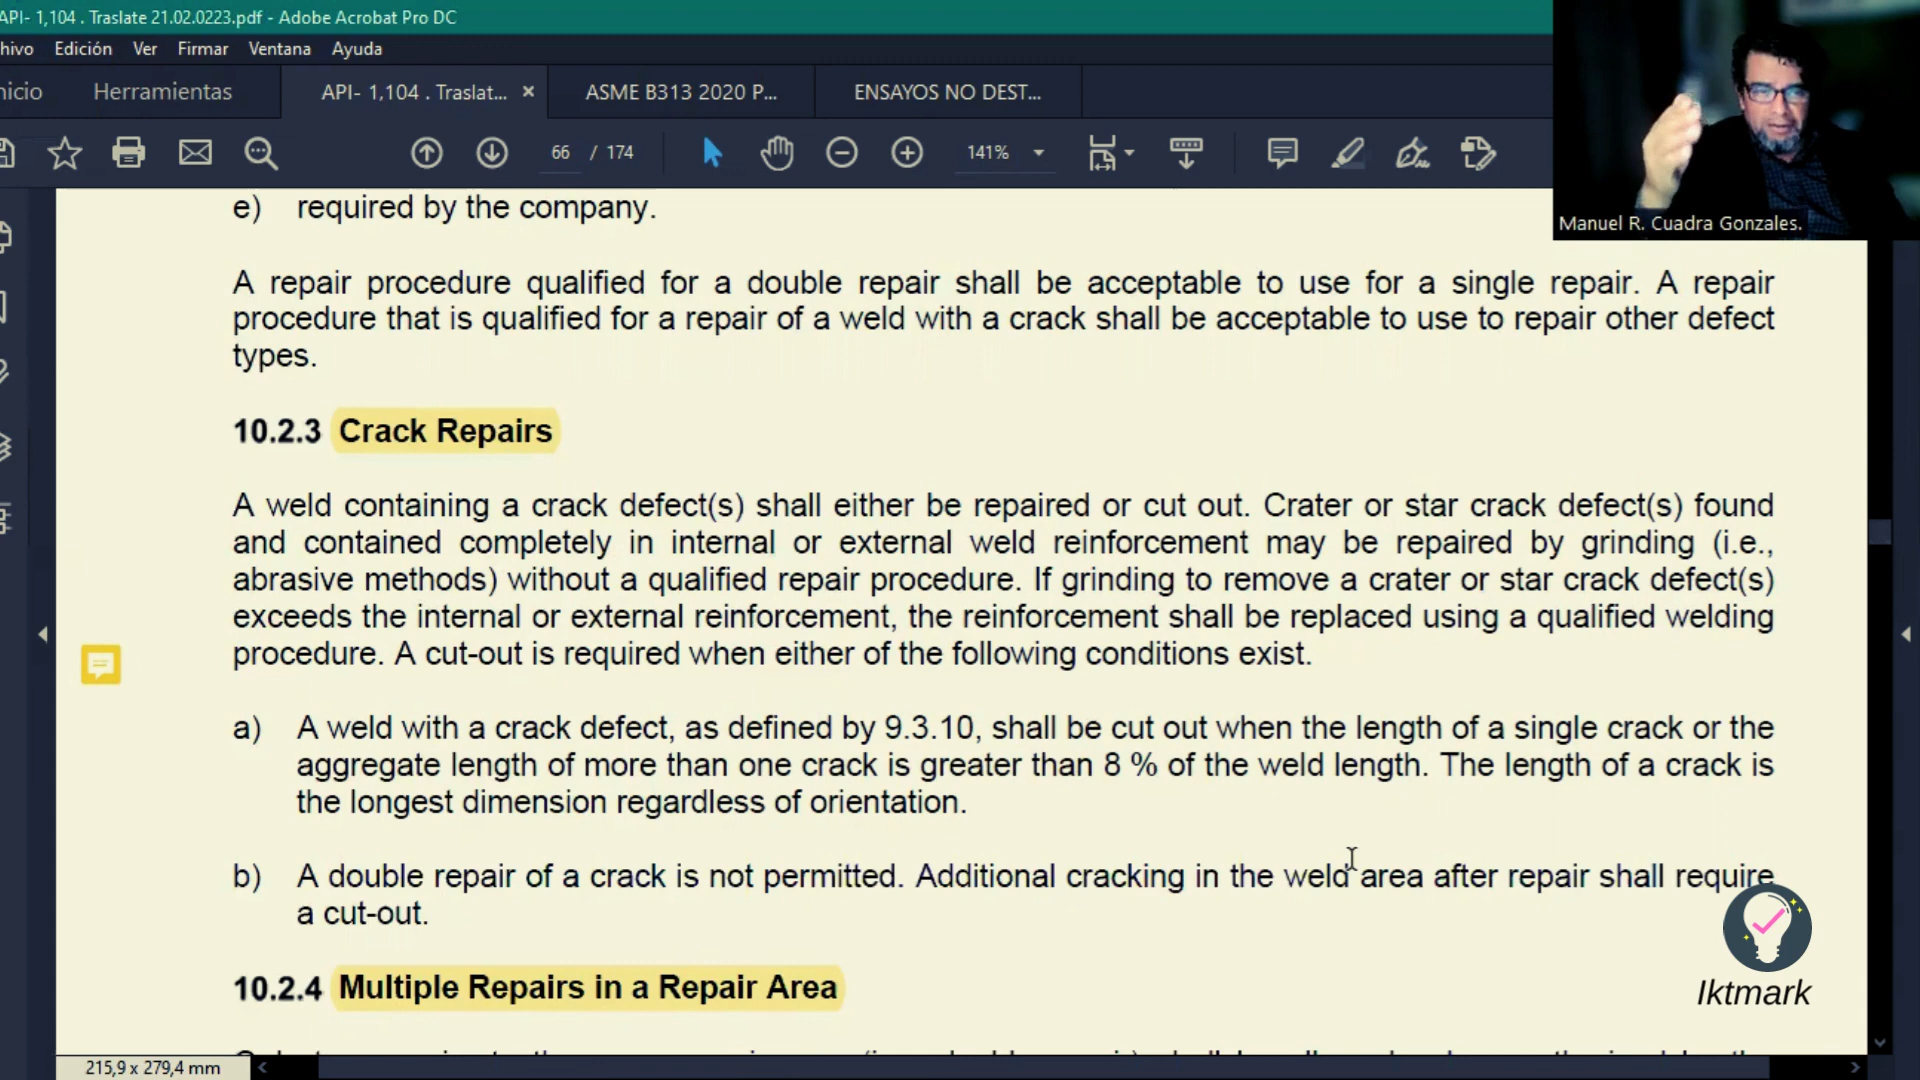 API- 1,104 . Traslate 21.02.0223.pdf - Adobe Acrobat Pro DC
hivo Edición Ver Firmar Ventana Ayuda
nicio Herramientas API- 1,104 . Traslat... × ASME B313 2020 P... ENSAYOS NO DEST...
66 / 174 141%
Manuel R. Cuadra Gonzales.
e) required by the company.
A repair procedure qualified for a double repair shall be acceptable to use for a single repair. A repair
procedure that is qualified for a repair of a weld with a crack shall be acceptable to use to repair other defect
types.
10.2.3 Crack Repairs
A weld containing a crack defect(s) shall either be repaired or cut out. Crater or star crack defect(s) found
and contained completely in internal or external weld reinforcement may be repaired by grinding (i.e.,
abrasive methods) without a qualified repair procedure. If grinding to remove a crater or star crack defect(s)
exceeds the internal or external reinforcement, the reinforcement shall be replaced using a qualified welding
procedure. A cut-out is required when either of the following conditions exist.
a) A weld with a crack defect, as defined by 9.3.10, shall be cut out when the length of a single crack or the
aggregate length of more than one crack is greater than 8 % of the weld length. The length of a crack is
the longest dimension regardless of orientation.
b) A double repair of a crack is not permitted. Additional cracking in the weld area after repair shall require
a cut-out.
10.2.4 Multiple Repairs in a Repair Area
Iktmark
215,9 x 279,4 mm